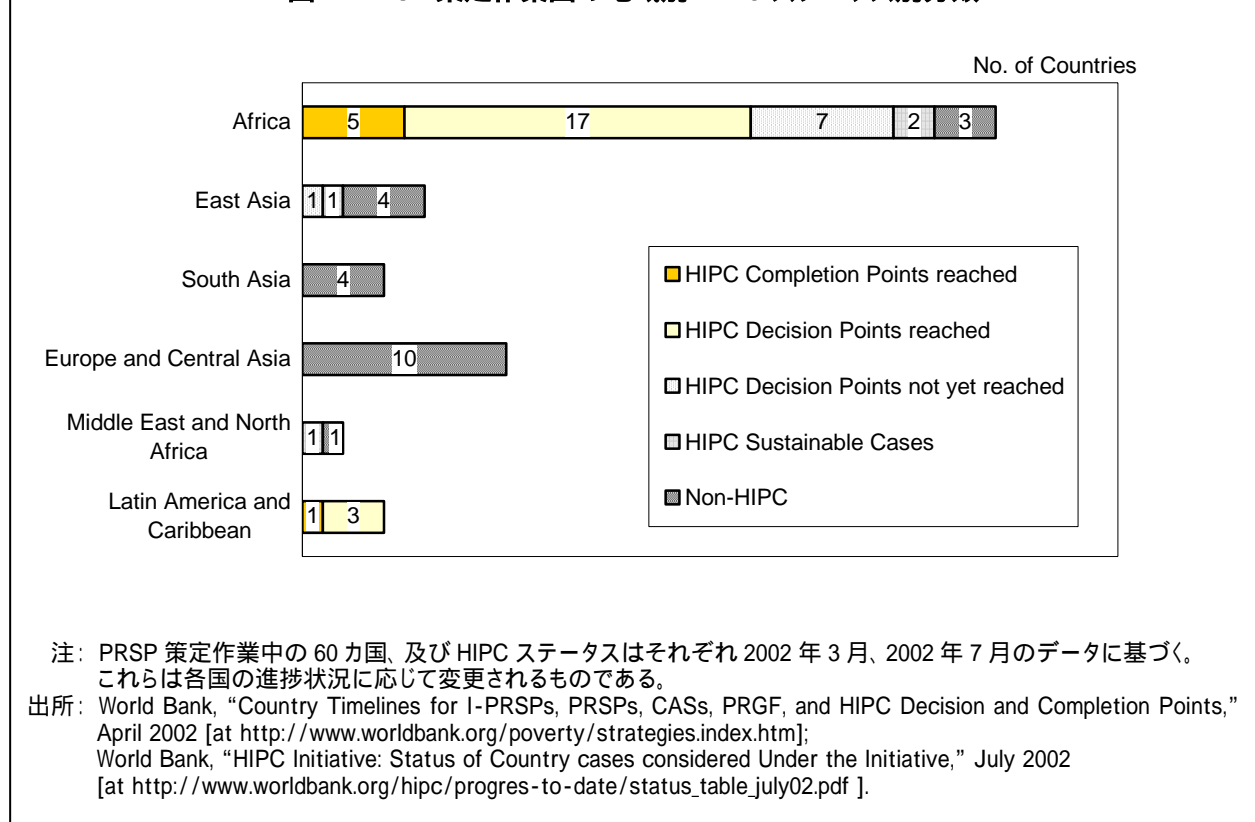 No. of Countries
Africa
5 17 7 2 3
East Asia
1 1 4
South Asia
4
Europe and Central Asia
10
Middle East and North
Africa
1 1
Latin America and
Caribbean
1 3
HIPC Completion Points reached
HIPC Decision Points reached
HIPC Decision Points not yet reached
HIPC Sustainable Cases
Non-HIPC
注: PRSP 策定作業中の 60 カ国、及び HIPC ステータスはそれぞれ 2002 年 3 月、2002 年 7 月のデータに基づく。
これらは各国の進捗状況に応じて変更されるものである。
出所: World Bank, “Country Timelines for I-PRSPs, PRSPs, CASs, PRGF, and HIPC Decision and Completion Points,”
April 2002 [at http://www.worldbank.org/poverty/strategies.index.htm];
World Bank, “HIPC Initiative: Status of Country cases considered Under the Initiative,” July 2002
[at http://www.worldbank.org/hipc/progres-to-date/status_table_july02.pdf ].